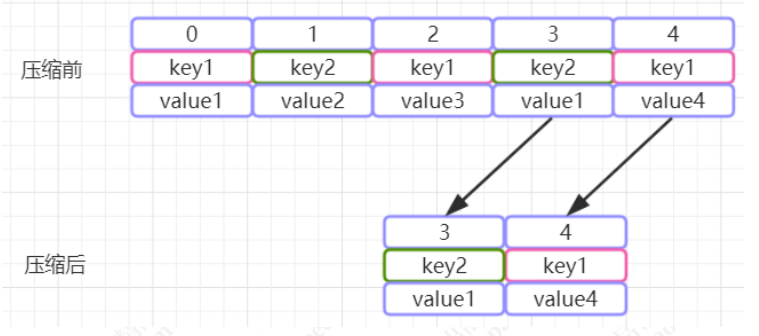 0 1 2 3 4
压缩前 key1 key2 key1 key2 key1
value1 value2 value3 value1 value4
3 4
压缩后 key2 key1
value1 value4